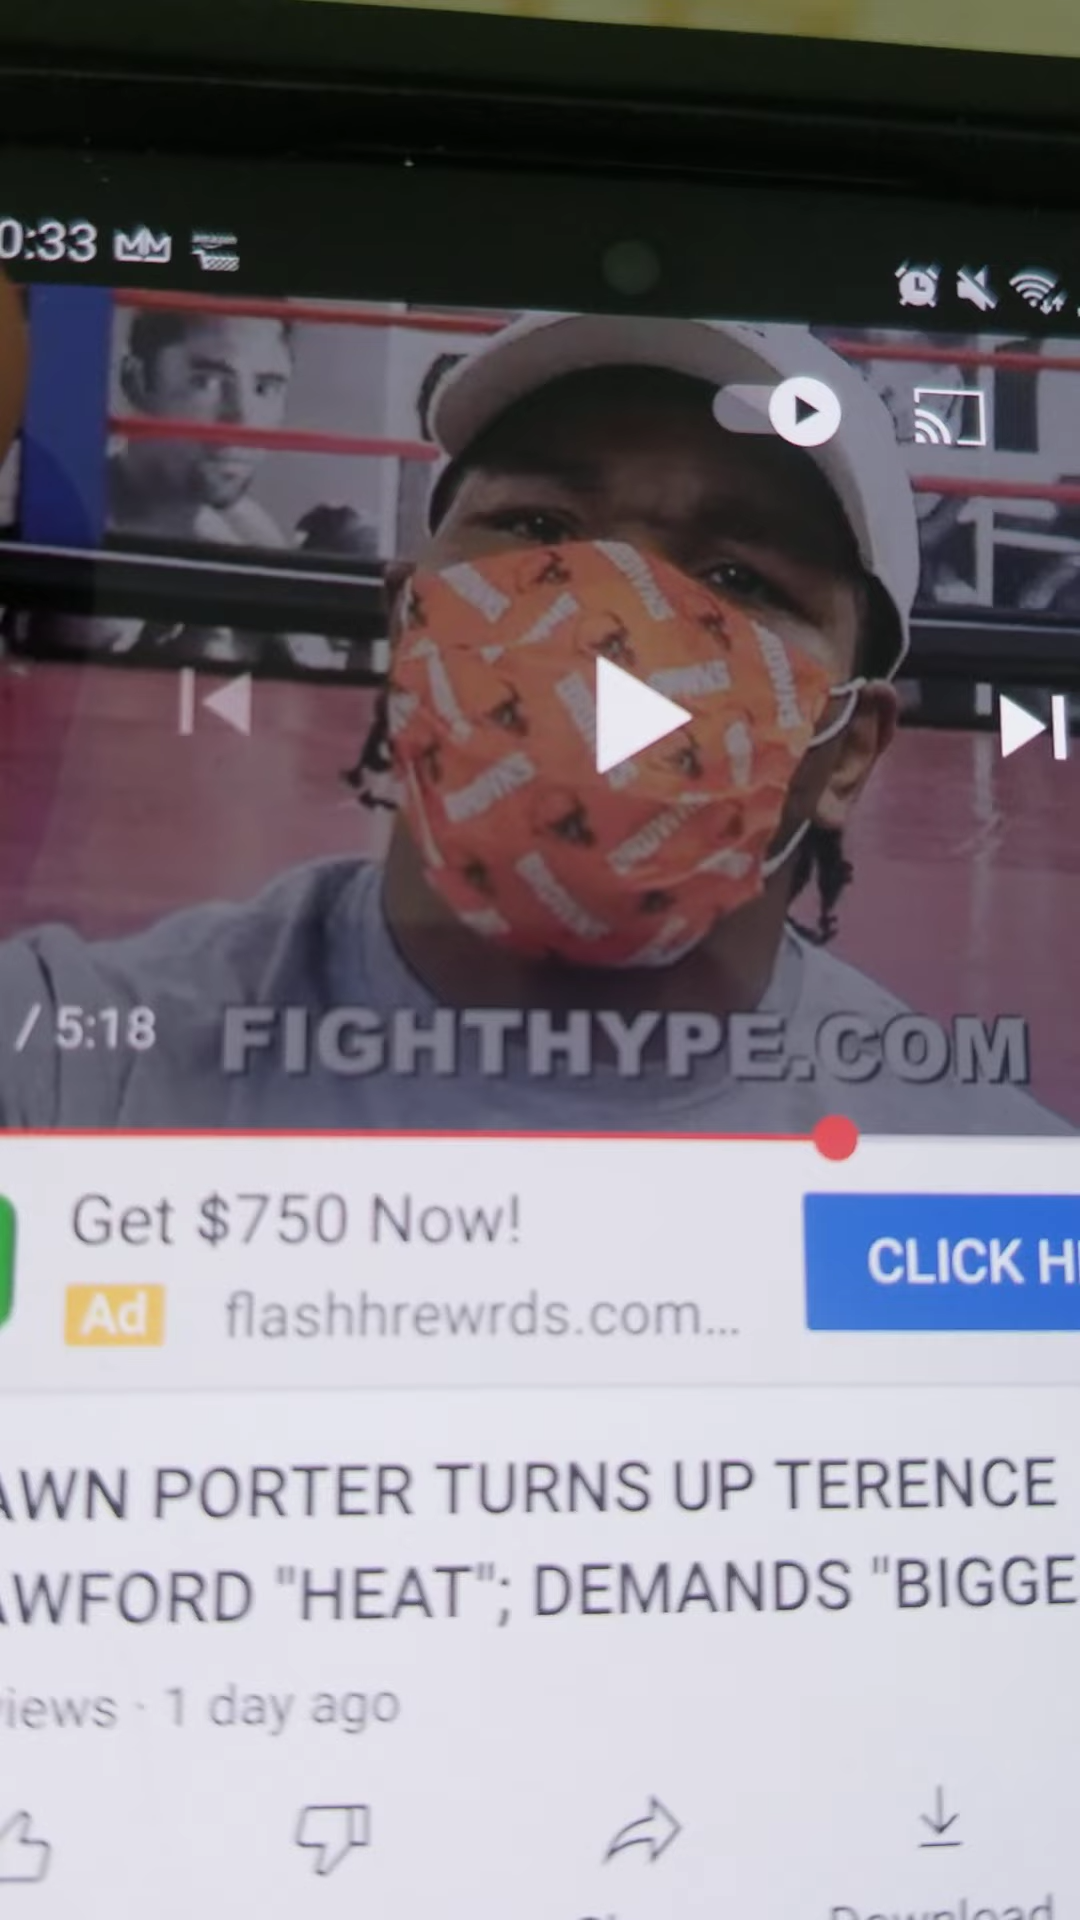 0:33
/ 5:18
FIGHTHYPE.COM
Get $750 Now!
CLICK H
Ad flashhrewrds.com...
AWN PORTER TURNS UP TERENCE
AWFORD "HEAT"; DEMANDS "BIGGE
iews · 1 day ago
Download